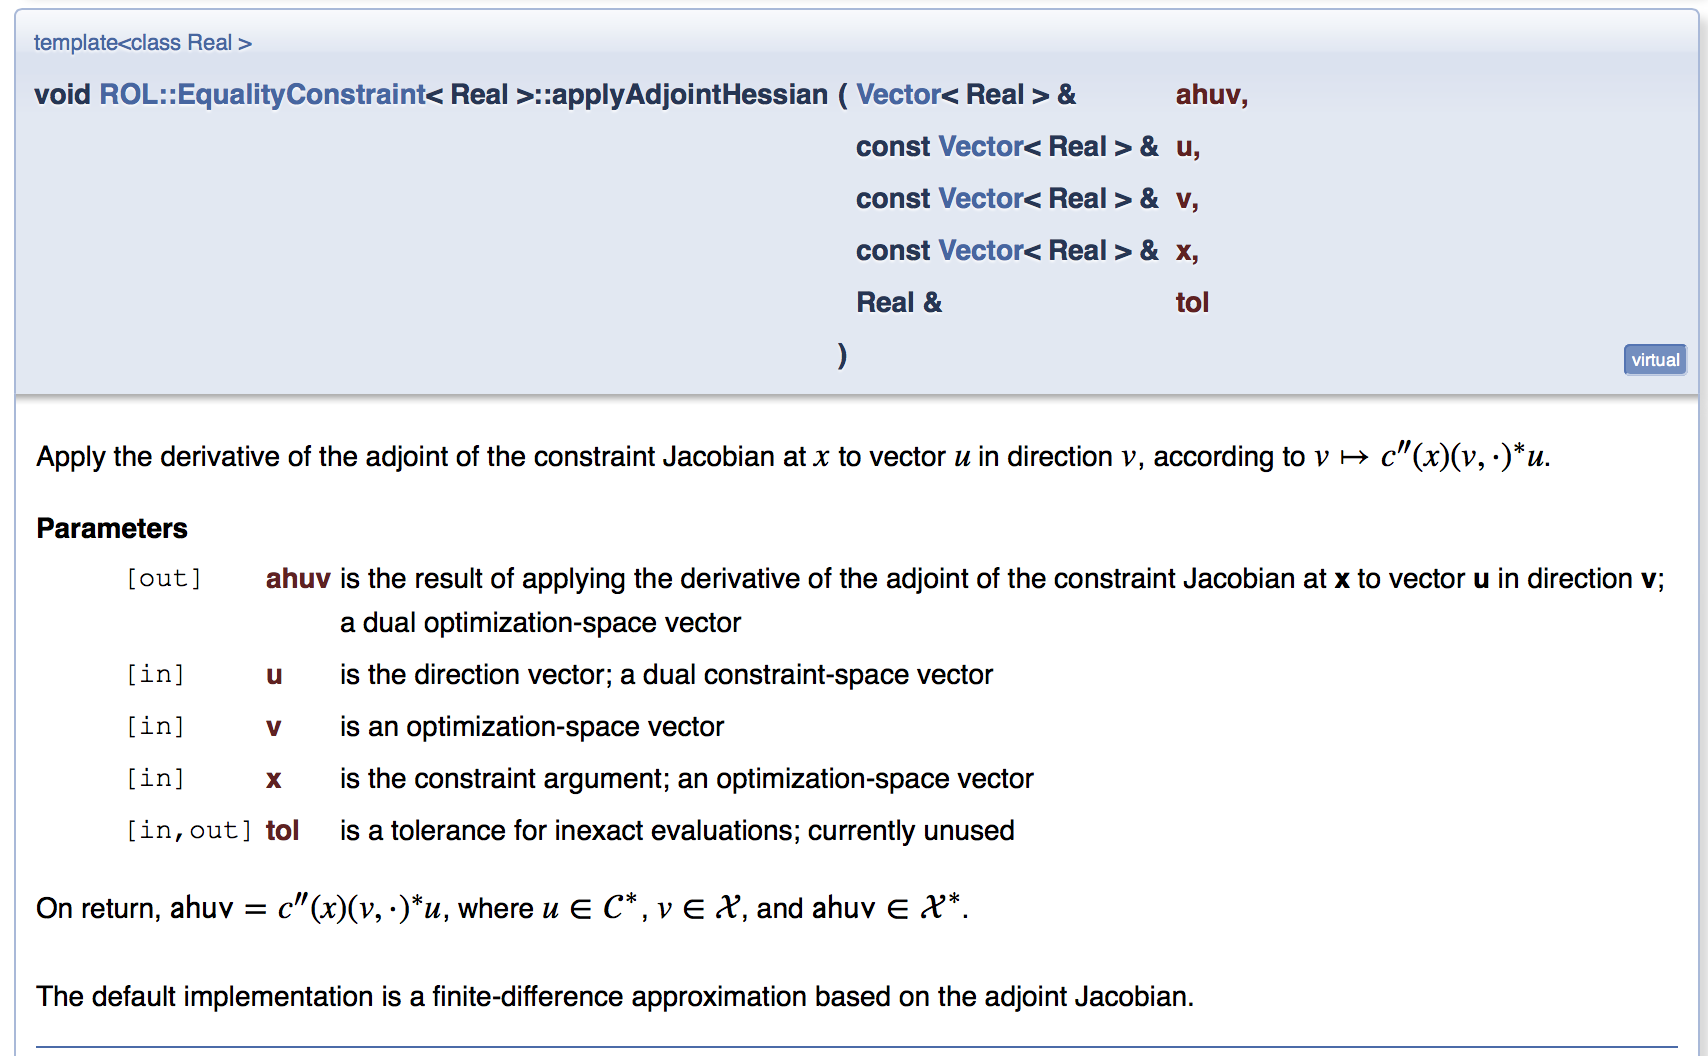 template<class Real >
void ROL::EqualityConstraint< Real >::applyAdjointHessian ( Vector< Real > & ahuv,
const Vector< Real > & u,
const Vector< Real > & v,
const Vector< Real > & x,
Real & tol
)
virtual
Apply the derivative of the adjoint of the constraint Jacobian at x to vector u in direction v, according to v ↦ c″(x)(v, ·)*u.
Parameters
[out] ahuv is the result of applying the derivative of the adjoint of the constraint Jacobian at x to vector u in direction v;
a dual optimization-space vector
[in] u is the direction vector; a dual constraint-space vector
[in] v is an optimization-space vector
[in] x is the constraint argument; an optimization-space vector
[in,out] tol is a tolerance for inexact evaluations; currently unused
On return, ahuv = c″(x)(v, ·)*u, where u ∈ 𝒞*, v ∈ 𝒳, and ahuv ∈ 𝒳*.
The default implementation is a finite-difference approximation based on the adjoint Jacobian.